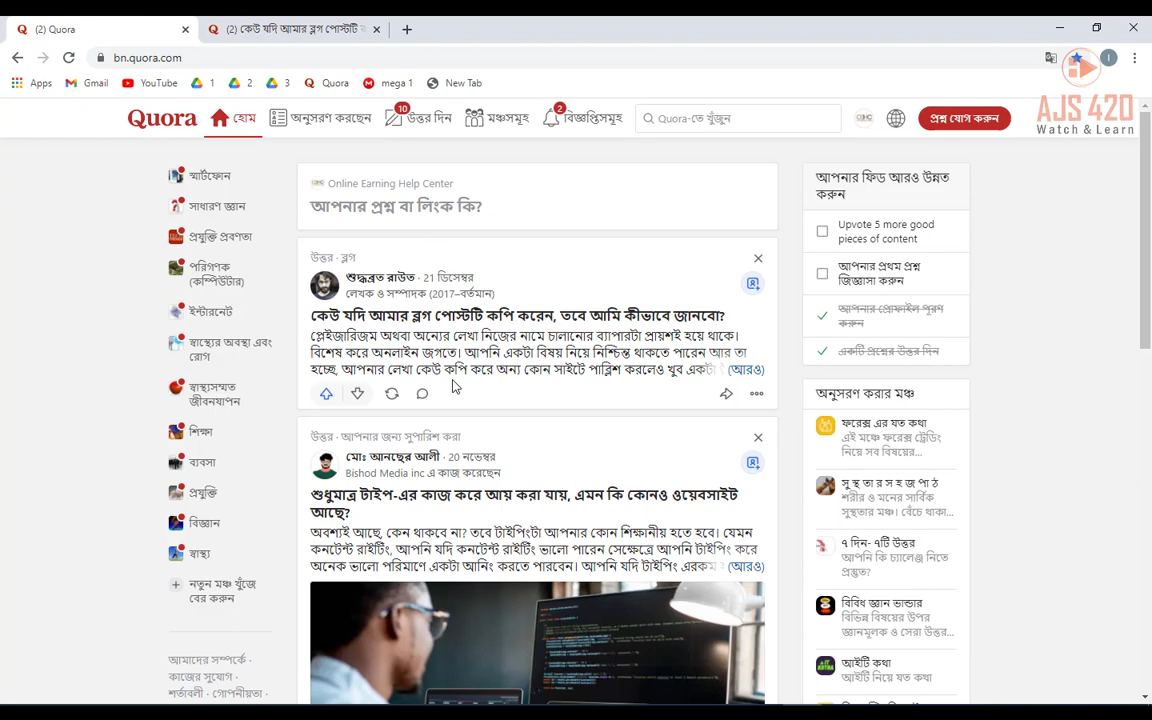 (2) Quora
(2) কেউ যদি আমার ব্লগ পোস্টটি
bn.quora.com
Apps Gmail YouTube 1 2 3 Quora mega 1 New Tab
AJS 420
Watch & Learn
Quora হোম অনুসরণ করছেন 10 উত্তর দিন মঞ্চসমূহ 2 বিজ্ঞপ্তিসমূহ Quora-তে খুঁজুন প্রশ্ন যোগ করুন
স্মার্টফোন
সাধারণ জ্ঞান
প্রযুক্তি প্রবণতা
পরিগণক
(কম্পিউটার)
ইন্টারনেট
স্বাস্থ্যের অবস্থা এবং
রোগ
স্বাস্থ্যসম্মত
জীবনযাপন
শিক্ষা
ব্যবসা
প্রযুক্তি
বিজ্ঞান
স্বাস্থ্য
নতুন মঞ্চ খুঁজে
বের করুন
আমাদের সম্পর্কে ·
কাজের সুযোগ ·
শর্তাবলী · গোপনীয়তা ·
Online Earning Help Center
আপনার প্রশ্ন বা লিংক কি?
উত্তর · ব্লগ
শুদ্ধব্রত রাউত · 21 ডিসেম্বর
লেখক ও সম্পাদক (2017–বর্তমান)
কেউ যদি আমার ব্লগ পোস্টটি কপি করেন, তবে আমি কীভাবে জানবো?
প্লেইজারিজম অথবা অন্যের লেখা নিজের নামে চালানোর ব্যাপারটা প্রায়শই হয়ে থাকে।
বিশেষ করে অনলাইন জগতে। আপনি একটা বিষয় নিয়ে নিশ্চিন্ত থাকতে পারেন আর তা
হচ্ছে, আপনার লেখা কেউ কপি করে অন্য কোন সাইটে পাব্লিশ করলেও খুব একটা (আরও)
উত্তর · আপনার জন্য সুপারিশ করা
মোঃ আনছের আলী · 20 নভেম্বর
Bishod Media inc এ কাজ করেছেন
শুধুমাত্র টাইপ-এর কাজ করে আয় করা যায়, এমন কি কোনও ওয়েবসাইট
আছে?
অবশ্যই আছে, কেন থাকবে না? তবে টাইপিংটা আপনার কোন শিক্ষানীয় হতে হবে। যেমন
কনটেন্ট রাইটিং, আপনি যদি কনটেন্ট রাইটিং ভালো পারেন সেক্ষেত্রে আপনি টাইপিং করে
অনেক ভালো পরিমাণে একটা আনিং করতে পারবেন। আপনি যদি টাইপিং এরকম (আরও)
আপনার ফিড আরও উন্নত
করুন
Upvote 5 more good
pieces of content
আপনার প্রথম প্রশ্ন
জিজ্ঞাসা করুন
আপনার প্রোফাইল পূরণ
করুন
একটি প্রশ্নের উত্তর দিন
অনুসরণ করার মঞ্চ
ফরেক্স এর যত কথা
এই মঞ্চে ফরেক্স ট্রেডিং
নিয়ে সব বিষয়ের...
সু স্থ তা র স হ জ পা ঠ
শরীর ও মনের সার্বিক
সুস্থতার মঞ্চ। বেঁচে থাকা...
৭ দিন- ৭টি উত্তর
আপনি কি চ্যালেঞ্জ নিতে
প্রস্তুত?
বিবিধ জ্ঞান ভান্ডার
বিভিন্ন বিষয়ের উপর
জ্ঞানমূলক ও সেরা উত্তর...
আইটি কথা
আইটি নিয়ে যত কথা